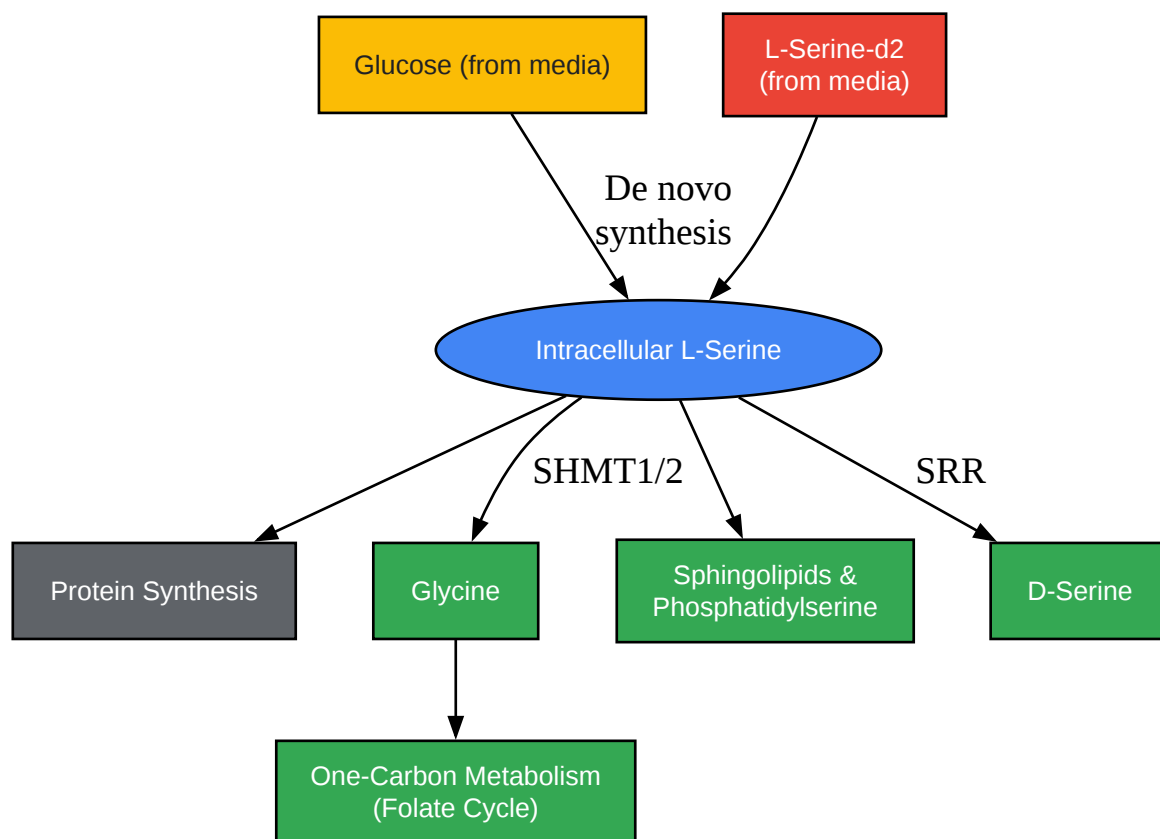 Glucose (from media)
L-Serine-d2
(from media)
De novo
synthesis
Intracellular L-Serine
SHMT1/2
SRR
Protein Synthesis
Glycine
Sphingolipids &
Phosphatidylserine
D-Serine
One-Carbon Metabolism
(Folate Cycle)